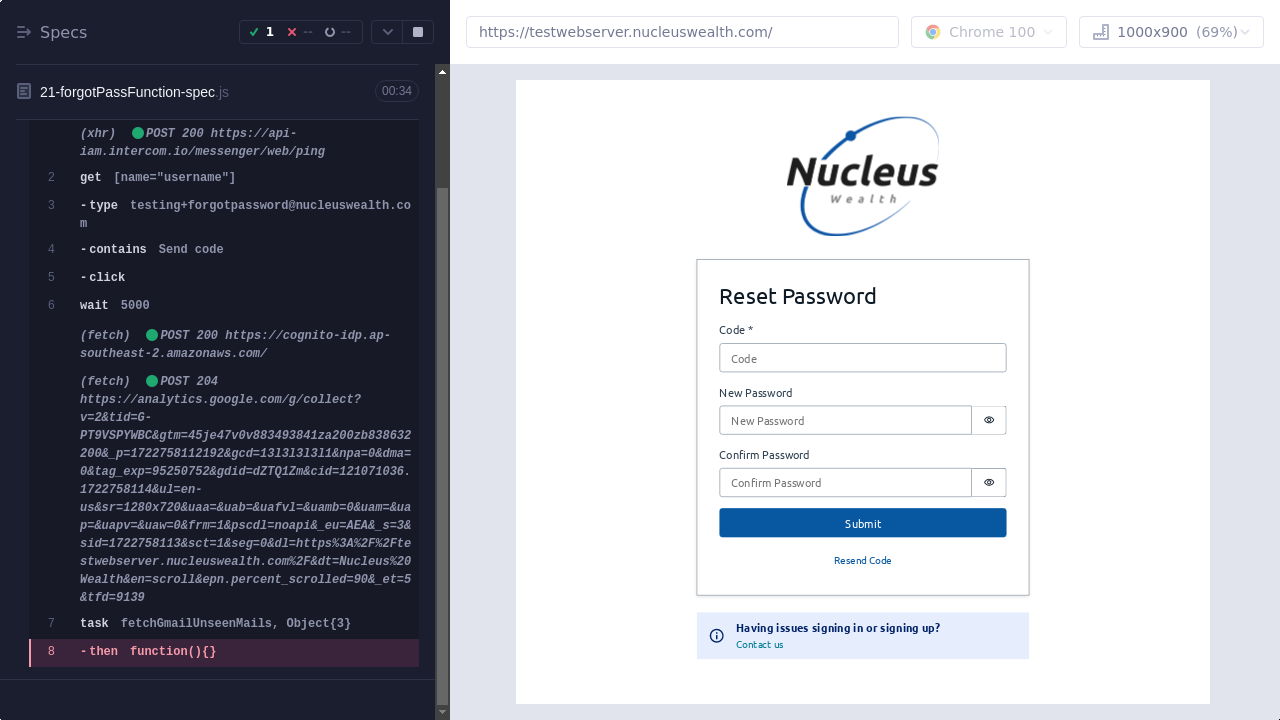 Specs
1
--
--
https://testwebserver.nucleuswealth.com/
Chrome 100
1000x900 (69%)
21-forgotPassFunction-spec.js
00:34
(xhr) POST 200 https://api-
iam.intercom.io/messenger/web/ping
2 get [name="username"]
3 -type testing+forgotpassword@nucleuswealth.co
m
4 -contains Send code
5 -click
6 wait 5000
(fetch) POST 200 https://cognito-idp.ap-
southeast-2.amazonaws.com/
(fetch) POST 204
https://analytics.google.com/g/collect?
v=2&tid=G-
PT9VSPYWBC&gtm=45je47v0v883493841za200zb838632
200&_p=1722758112192&gcd=13l3l3l3l1&npa=0&dma=
0&tag_exp=95250752&gdid=dZTQ1Zm&cid=121071036.
1722758114&ul=en-
us&sr=1280x720&uaa=&uab=&uafvl=&uamb=0&uam=&ua
p=&uapv=&uaw=0&frm=1&pscdl=noapi&_eu=AEA&_s=3&
sid=1722758113&sct=1&seg=0&dl=https%3A%2F%2Fte
stwebserver.nucleuswealth.com%2F&dt=Nucleus%20
Wealth&en=scroll&epn.percent_scrolled=90&_et=5
&tfd=9139
7 task fetchGmailUnseenMails, Object{3}
8 -then function(){}
Nucleus
Wealth
Reset Password
Code *
Code
New Password
New Password
Confirm Password
Confirm Password
Submit
Resend Code
Having issues signing in or signing up?
Contact us